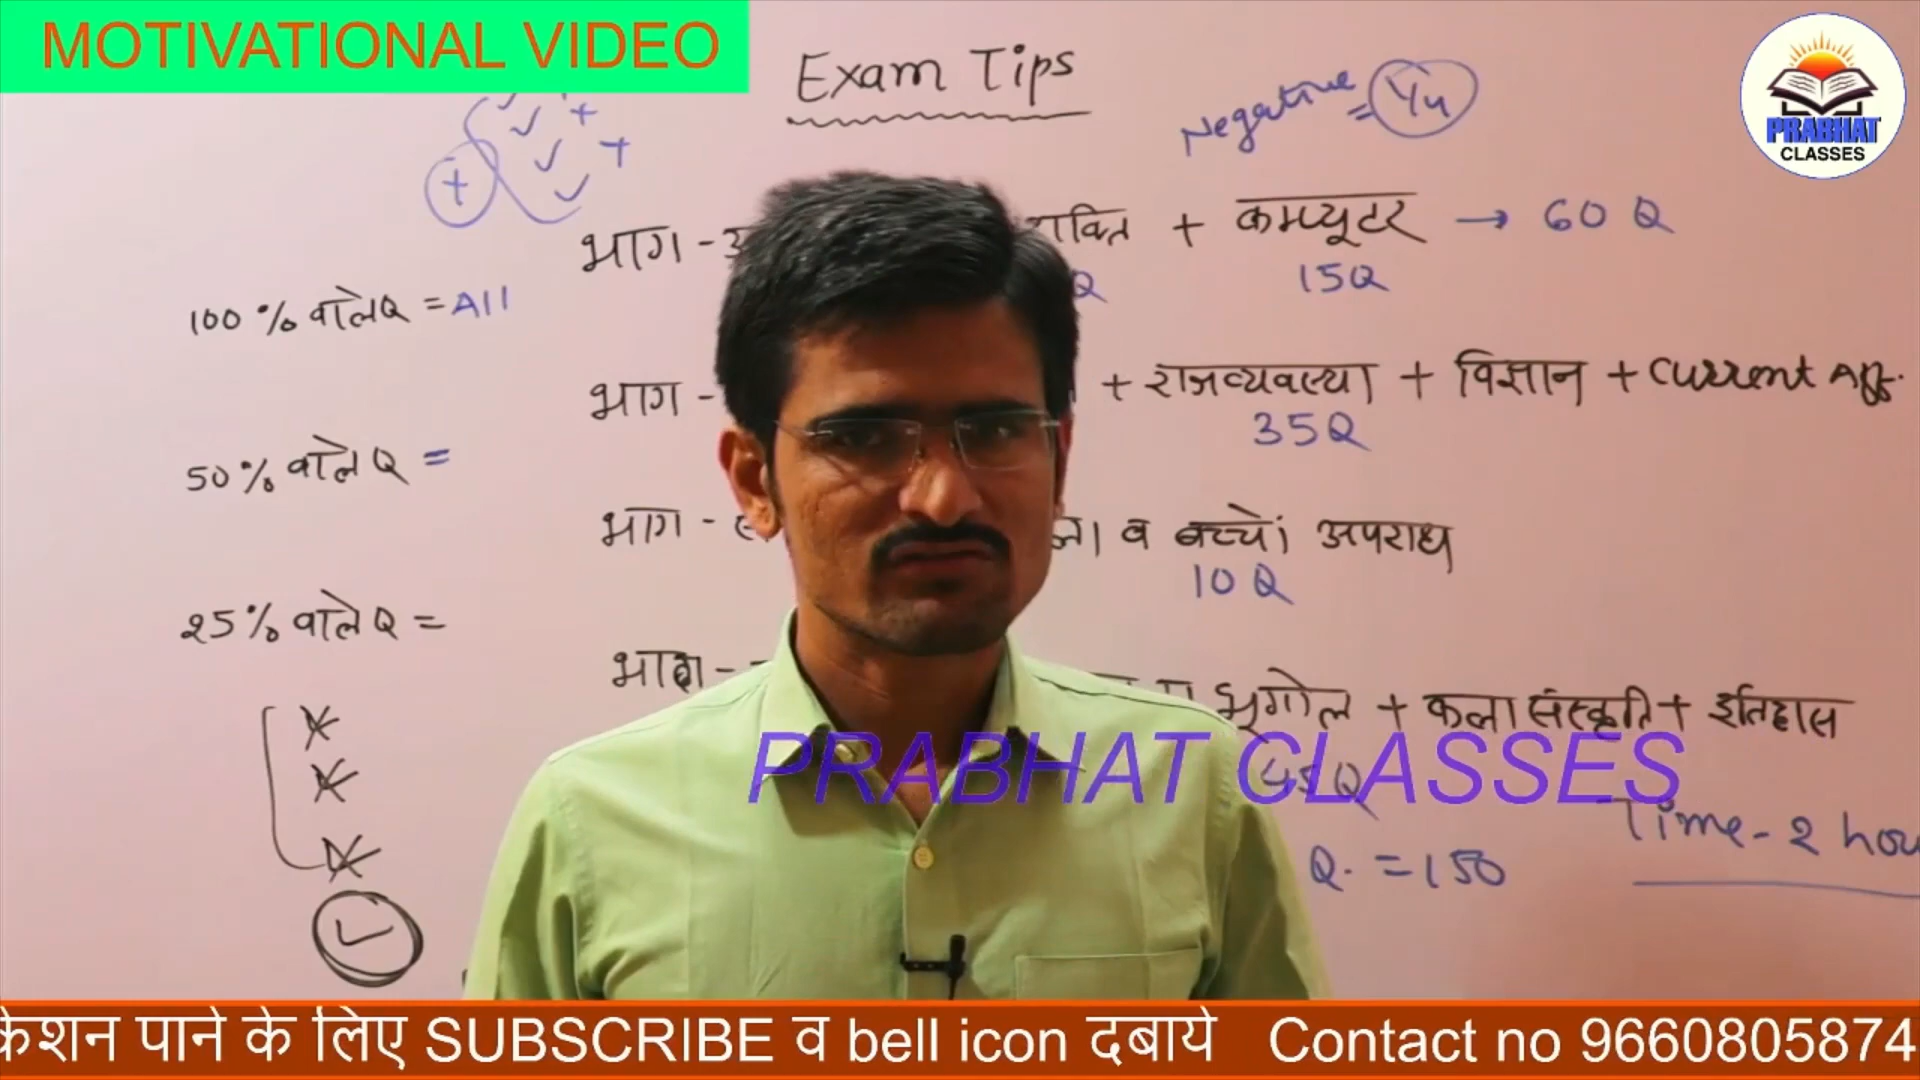 MOTIVATIONAL VIDEO
Exam Tips
Negative = 1/4
PRABHAT
CLASSES
भाग - + कम्प्यूटर → 60 Q
15Q
100 % वाले Q = All
भाग - + राजव्यवस्था + विज्ञान + Current Aff.
35Q
50 % वाले Q =
भाग - व बच्चों अपराध
10 Q
25 % वाले Q =
भाग - भूगोल + कला संस्कृति + इतिहास
PRABHAT CLASSES
45Q
Time - 2 hou
Q. = 150
केशन पाने के लिए SUBSCRIBE व bell icon दबाये Contact no 9660805874